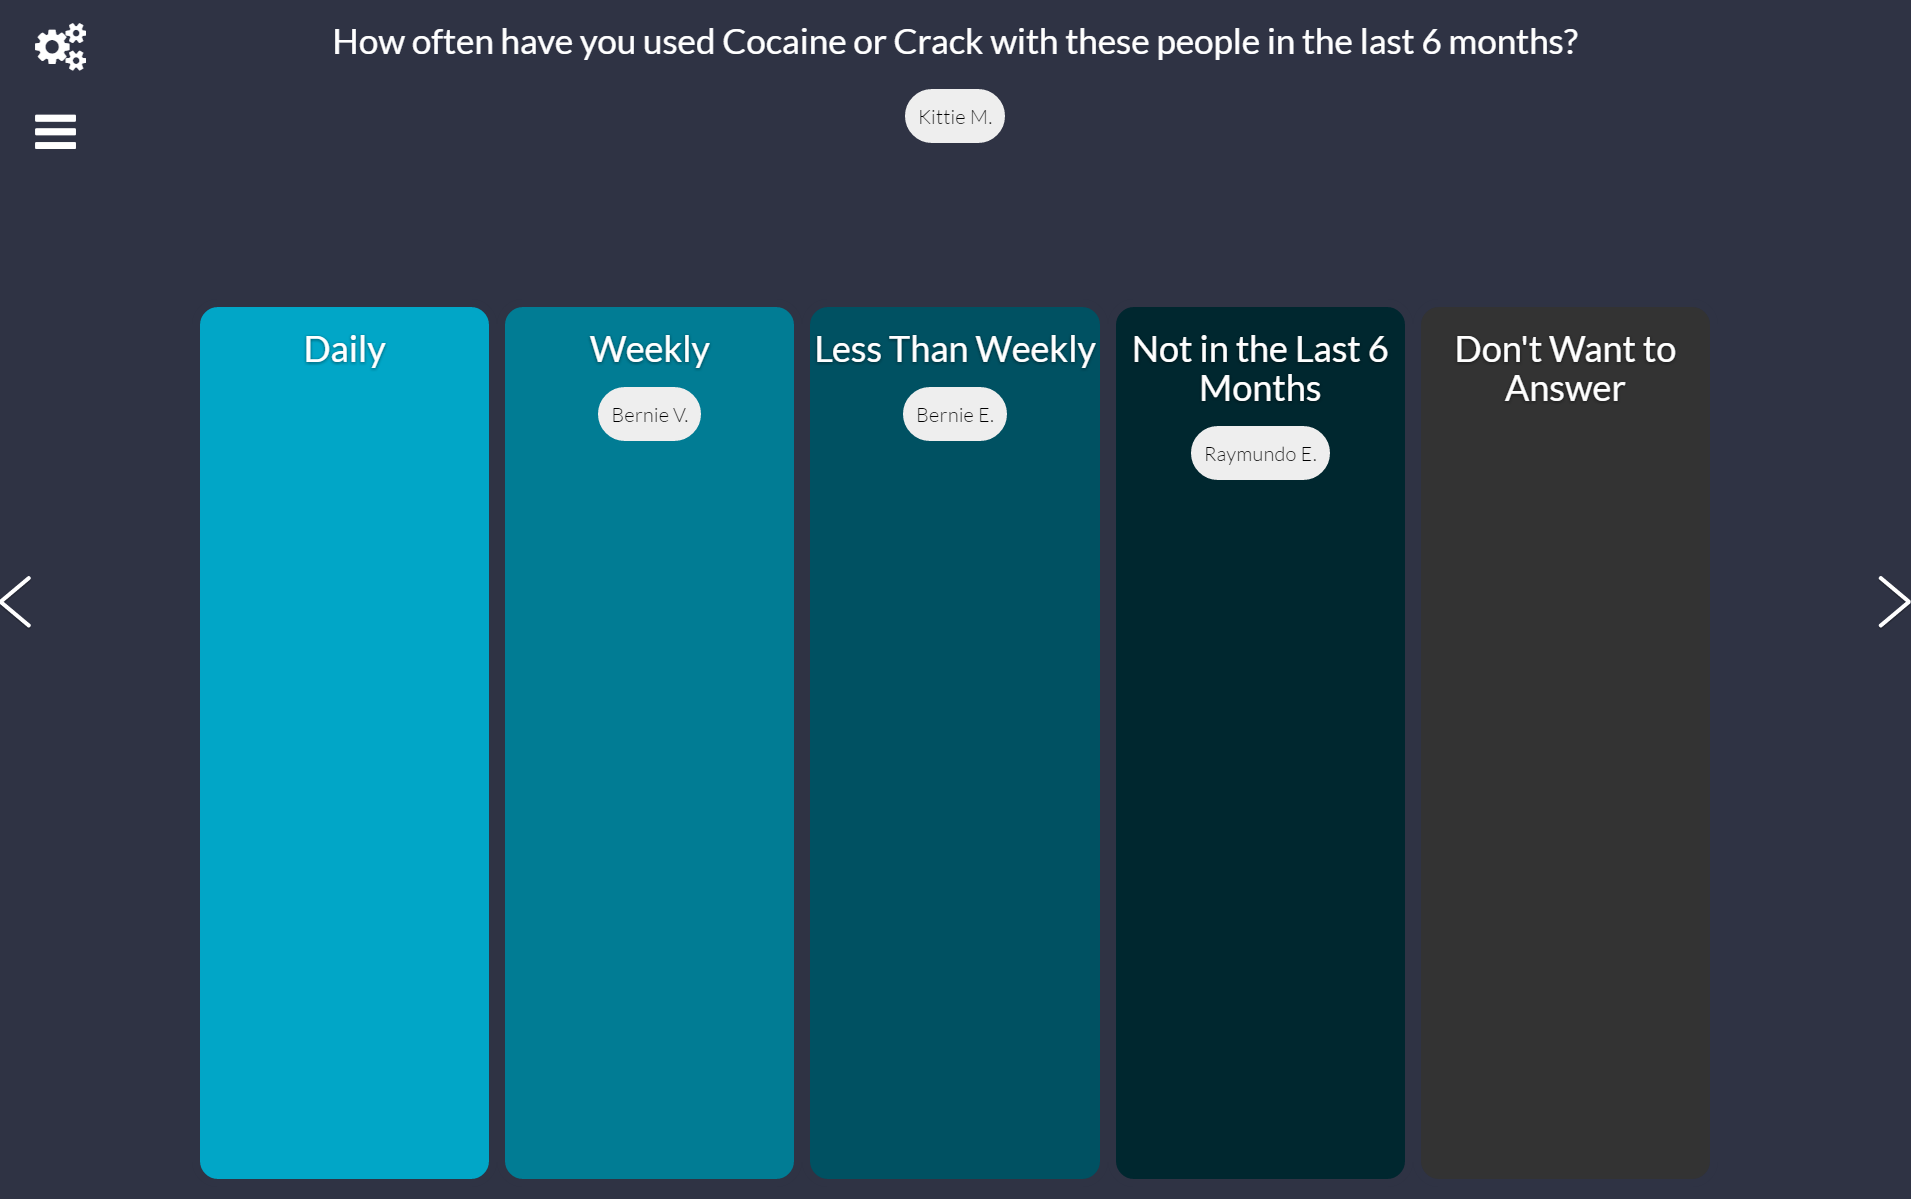 How often have you used Cocaine or Crack with these people in the last 6 months?
Kittie M.
Daily
Weekly
Bernie V.
Less Than Weekly
Bernie E.
Not in the Last 6
Months
Raymundo E.
Don't Want to
Answer